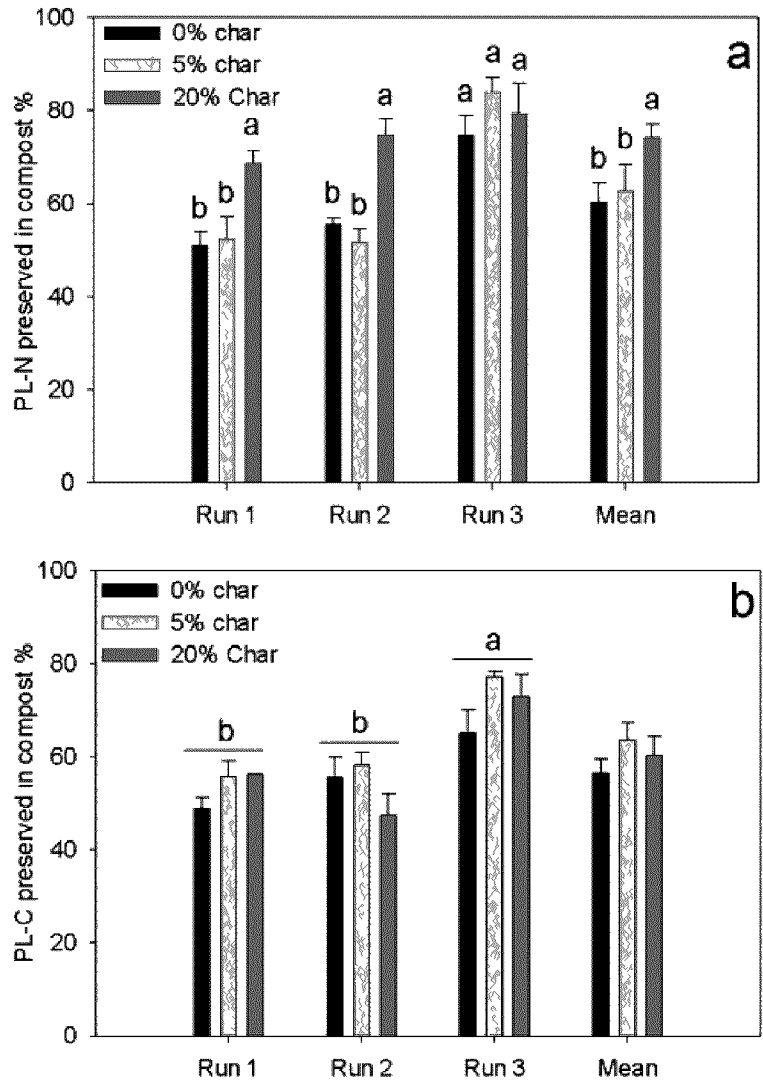 100
0% char
5% char
20% Char
a
a
a
a
a
a
a
b
b
b
b
b
b
80
60
40
20
0
PL-N preserved in compost %
Run 1
Run 2
Run 3
Mean
100
0% char
5% char
20% Char
b
a
b
b
80
60
40
20
0
PL-C preserved in compost %
Run 1
Run 2
Run 3
Mean